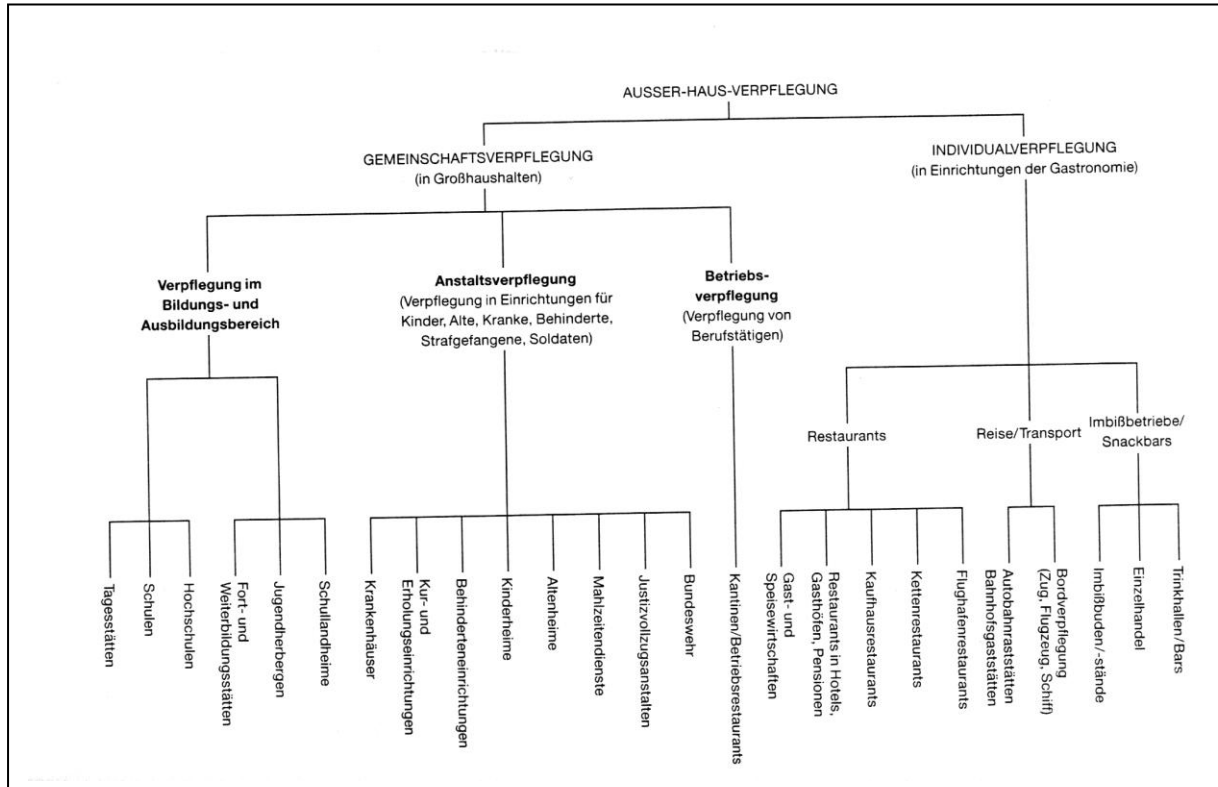 AUSSER-HAUS-VERPFLEGUNG
GEMEINSCHAFTSVERPFLEGUNG
(in Großhaushalten)
INDIVIDUALVERPFLEGUNG
(in Einrichtungen der Gastronomie)
Verpflegung im
Bildungs- und
Ausbildungsbereich
Anstaltsverpflegung
(Verpflegung in Einrichtungen für
Kinder, Alte, Kranke, Behinderte,
Strafgefangene, Soldaten)
Betriebs-
verpflegung
(Verpflegung von
Berufstätigen)
Restaurants
Reise/Transport
Imbißbetriebe/
Snackbars
Tagesstätten
Schulen
Hochschulen
Fort- und
Weiterbildungsstätten
Jugendherbergen
Schullandheime
Krankenhäuser
Kur- und
Erholungseinrichtungen
Behinderteneinrichtungen
Kinderheime
Altenheime
Mahlzeitendienste
Justizvollzugsanstalten
Bundeswehr
Kantinen/Betriebsrestaurants
Gast- und
Speisewirtschaften
Restaurants in Hotels,
Gasthöfen, Pensionen
Kaufhausrestaurants
Kettenrestaurants
Flughafenrestaurants
Autobahnraststätten
Bahnhofsgaststätten
Bordverpflegung
(Zug, Flugzeug, Schiff)
Imbißbuden/-stände
Einzelhandel
Trinkhallen/Bars